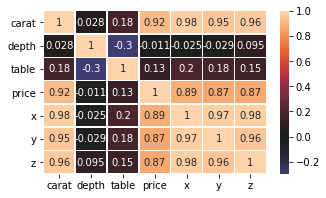 carat 1 0.028 0.18 0.92 0.98 0.95 0.96
depth 0.028 1 -0.3 -0.011 -0.025 -0.029 0.095
table 0.18 -0.3 1 0.13 0.2 0.18 0.15
price 0.92 -0.011 0.13 1 0.89 0.87 0.87
x 0.98 -0.025 0.2 0.89 1 0.97 0.98
y 0.95 -0.029 0.18 0.87 0.97 1 0.96
z 0.96 0.095 0.15 0.87 0.98 0.96 1
carat depth table price x y z
1.0
0.8
0.6
0.4
0.2
0.0
-0.2